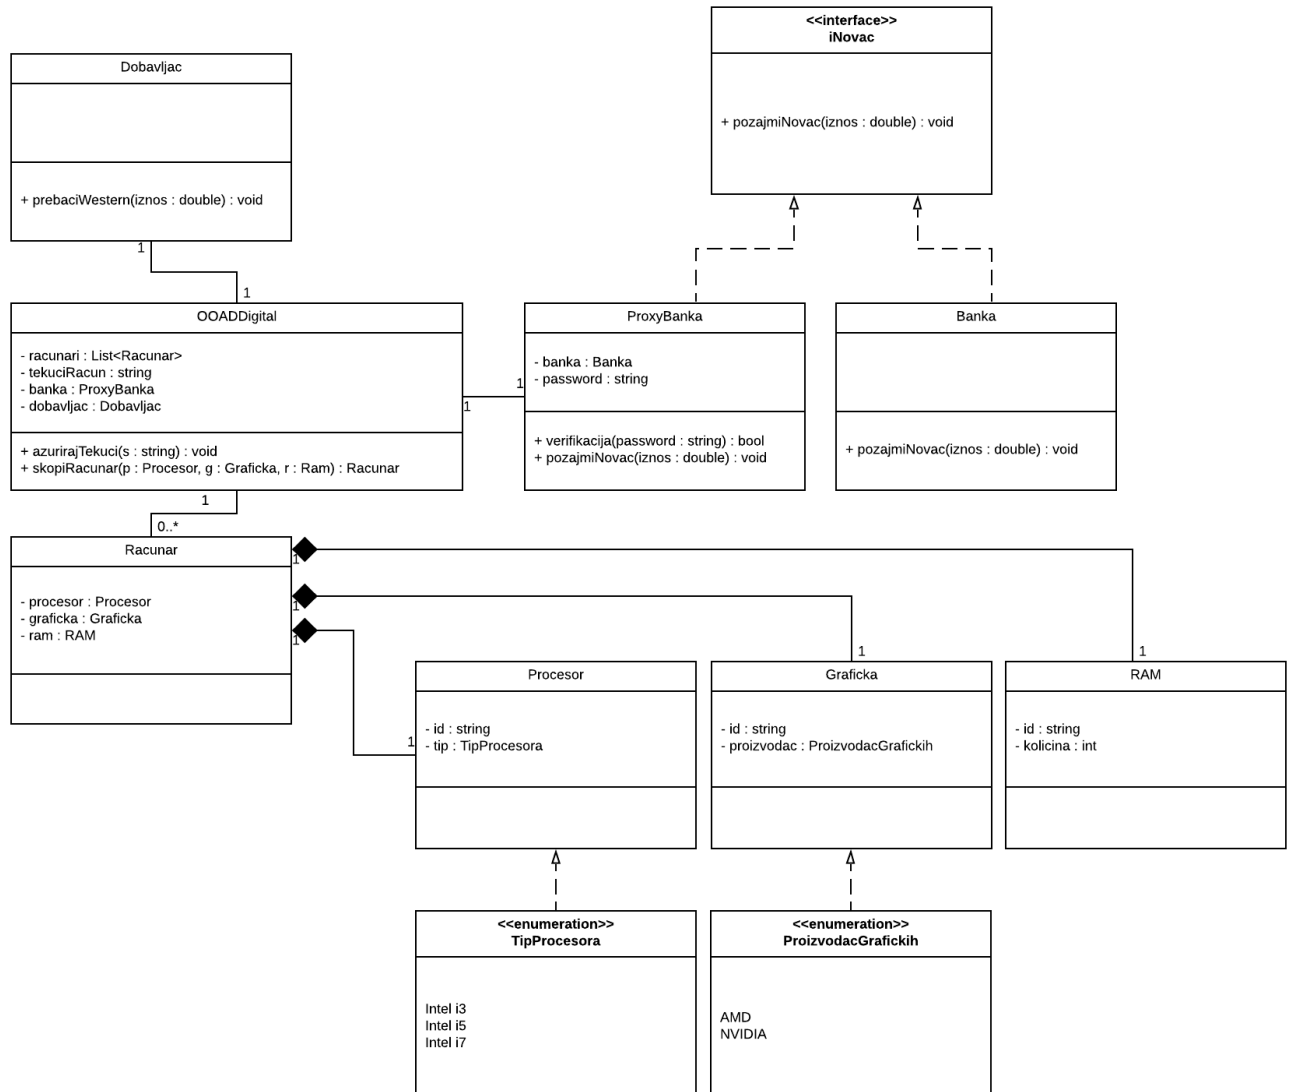 <<interface>>
iNovac
+ pozajmiNovac(iznos : double) : void
Dobavljac
+ prebaciWestern(iznos : double) : void
1
1
OOADDigital
- racunari : List<Racunar>
- tekuciRacun : string
- banka : ProxyBanka
- dobavljac : Dobavljac
+ azurirajTekuci(s : string) : void
+ skopiRacunar(p : Procesor, g : Graficka, r : Ram) : Racunar
1
1
ProxyBanka
- banka : Banka
- password : string
+ verifikacija(password : string) : bool
+ pozajmiNovac(iznos : double) : void
Banka
+ pozajmiNovac(iznos : double) : void
1
0..*
Racunar
- procesor : Procesor
- graficka : Graficka
- ram : RAM
1
1
1
1
Procesor
- id : string
- tip : TipProcesora
1
Graficka
- id : string
- proizvodac : ProizvodacGrafickih
1
RAM
- id : string
- kolicina : int
<<enumeration>>
TipProcesora
Intel i3
Intel i5
Intel i7
<<enumeration>>
ProizvodacGrafickih
AMD
NVIDIA